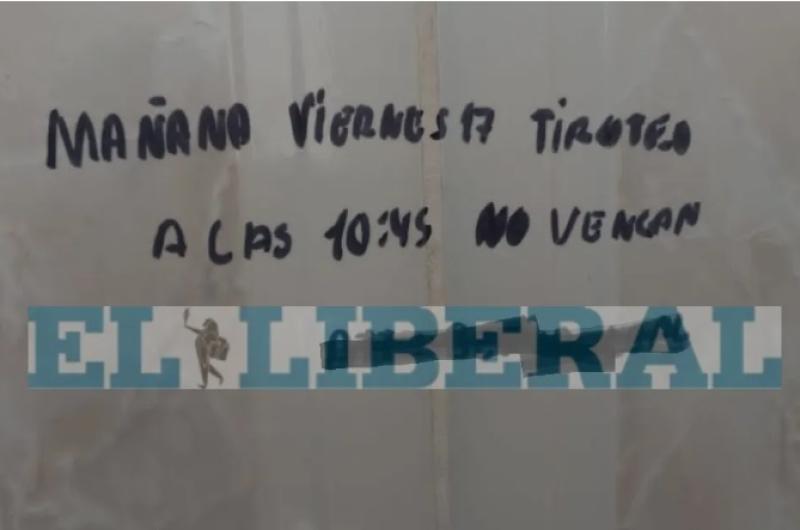 MAÑANA VIERNES 17 TIROTEO
A LAS 10:45 NO VENGAN
EL LIBERAL